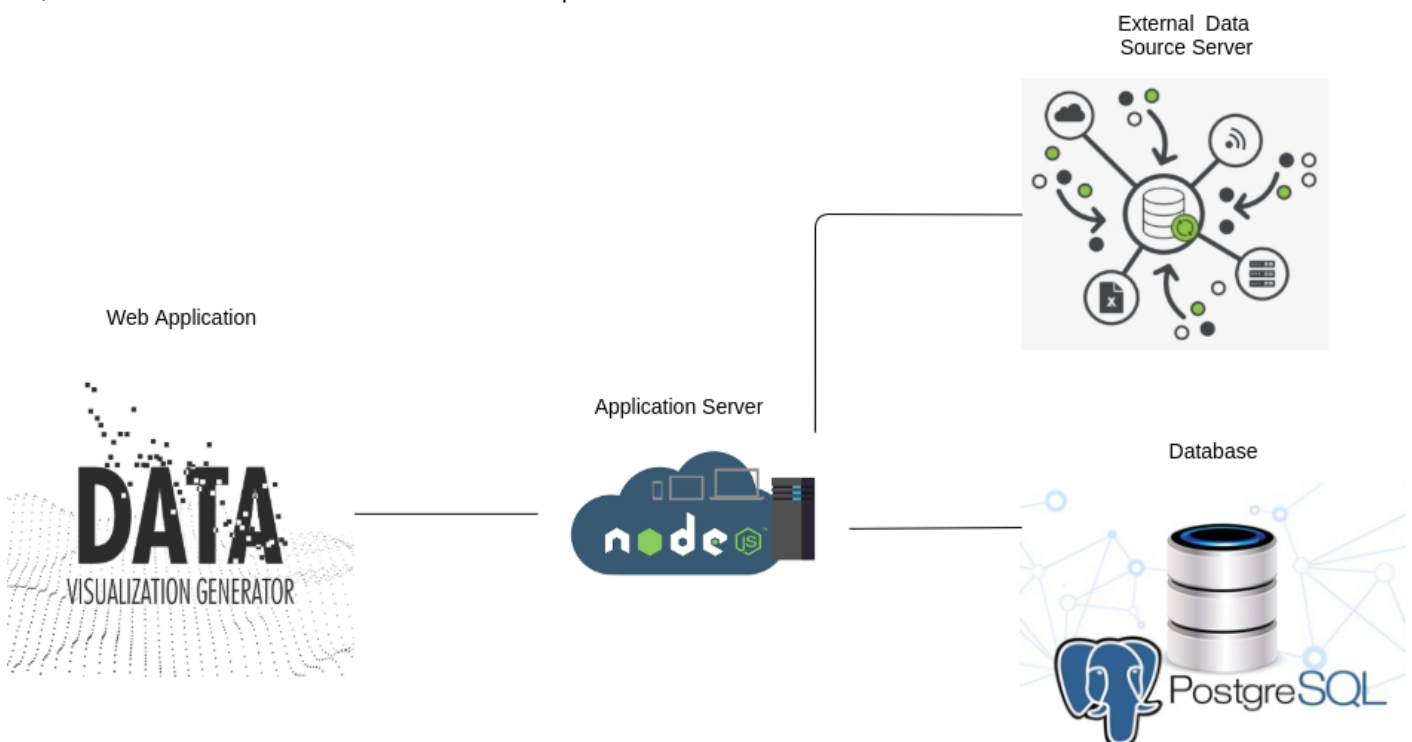 External Data
Source Server
Web Application
Application Server
Database
DATA
VISUALIZATION GENERATOR
node JS
X
PostgreSQL